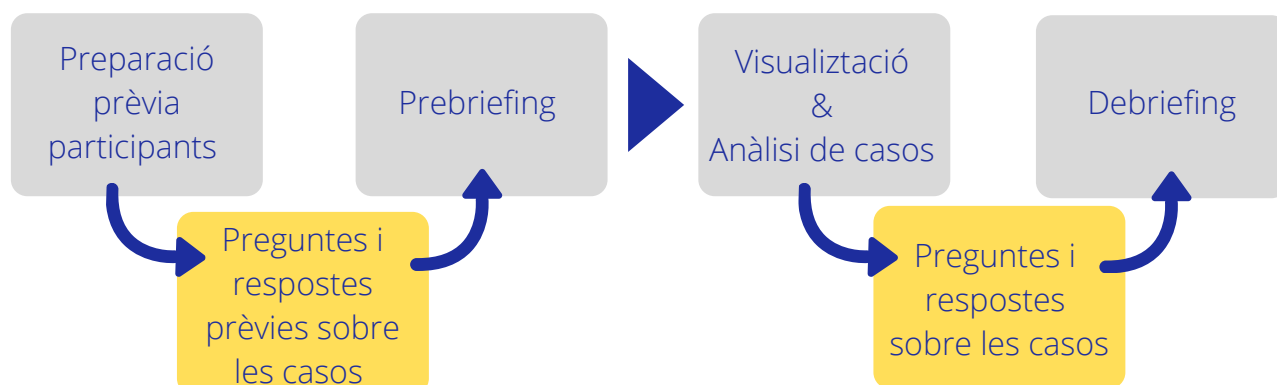 Preparació
prèvia
participants
Preguntes i
respostes
prèvies sobre
les casos
Prebriefing
Visualiztació
&
Anàlisi de casos
Preguntes i
respostes
sobre les casos
Debriefing